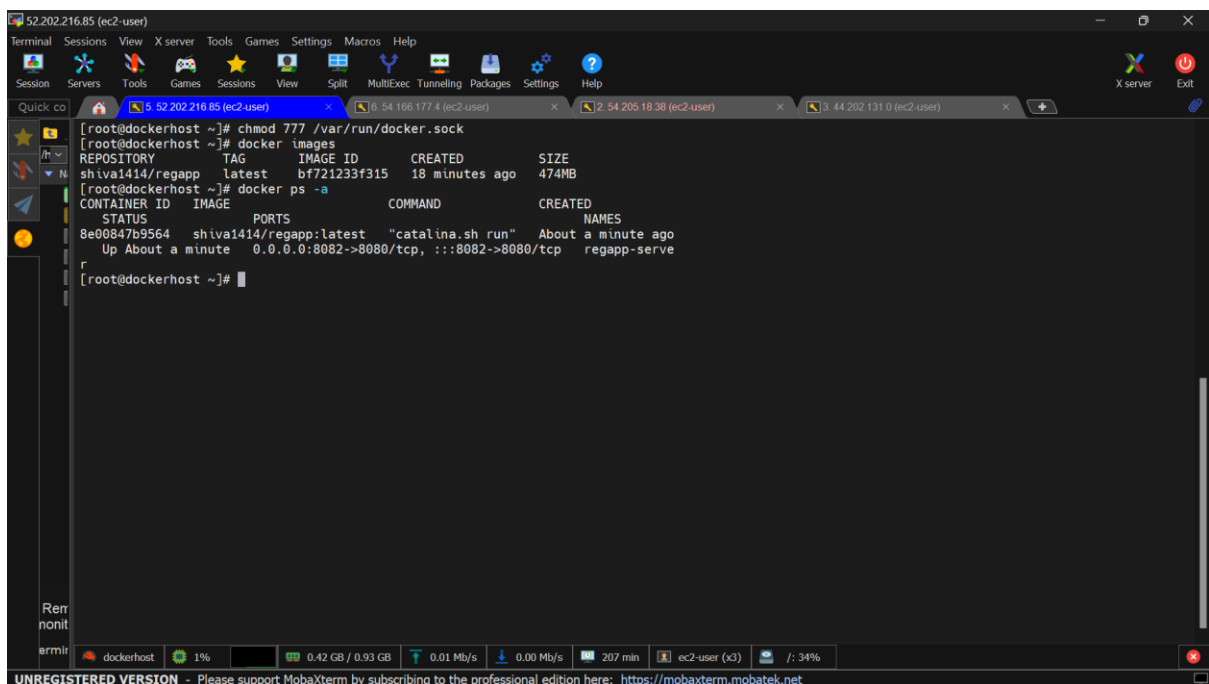 52.202.216.85 (ec2-user)
Terminal Sessions View X server Tools Games Settings Macros Help
Session Servers Tools Games Sessions View Split MultiExec Tunneling Packages Settings Help X server Exit
Quick co 5. 52.202.216.85 (ec2-user) 6. 54.166.177.4 (ec2-user) 2. 54.205.18.38 (ec2-user) 3. 44.202.131.0 (ec2-user)
[root@dockerhost ~]# chmod 777 /var/run/docker.sock
[root@dockerhost ~]# docker images
REPOSITORY TAG IMAGE ID CREATED SIZE
shiva1414/regapp latest bf721233f315 18 minutes ago 474MB
[root@dockerhost ~]# docker ps -a
CONTAINER ID IMAGE COMMAND CREATED
STATUS PORTS NAMES
8e00847b9564 shiva1414/regapp:latest "catalina.sh run" About a minute ago
Up About a minute 0.0.0.0:8082->8080/tcp, :::8082->8080/tcp regapp-serve
r
[root@dockerhost ~]#
/h
N
Rem
monit
ermin
dockerhost 1% 0.42 GB / 0.93 GB 0.01 Mb/s 0.00 Mb/s 207 min ec2-user (x3) /: 34%
UNREGISTERED VERSION - Please support MobaXterm by subscribing to the professional edition here: https://mobaxterm.mobatek.net